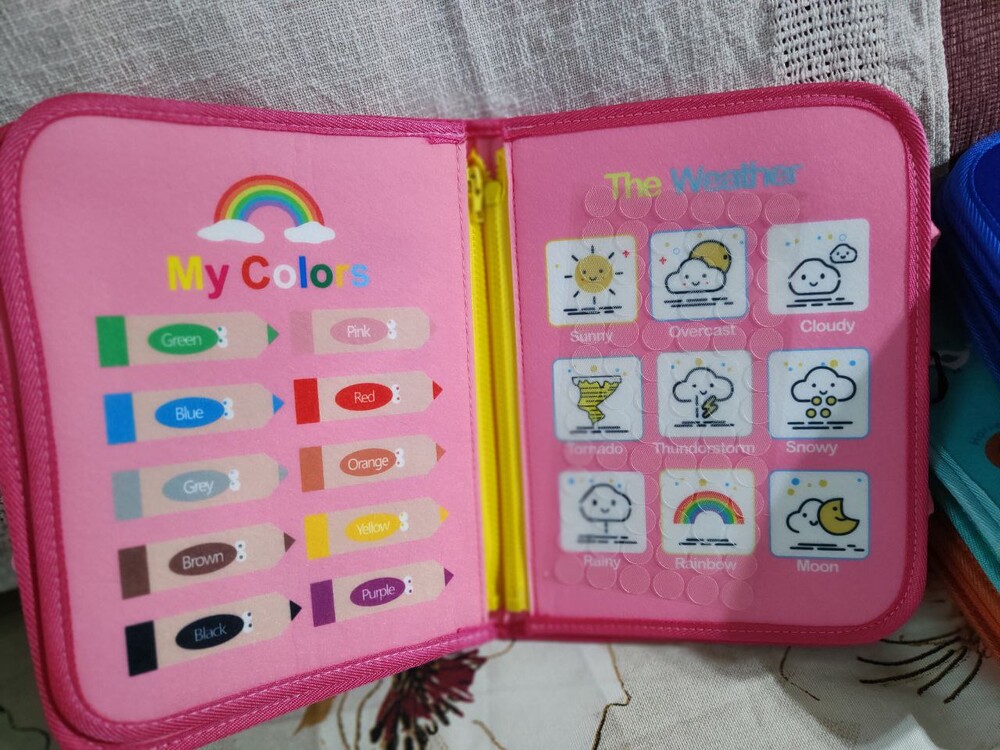 My Colors
Green
Pink
Blue
Red
Grey
Orange
Brown
Yellow
Black
Purple
The Weather
Sunny
Overcast
Cloudy
Tornado
Thunderstorm
Snowy
Rainy
Rainbow
Moon